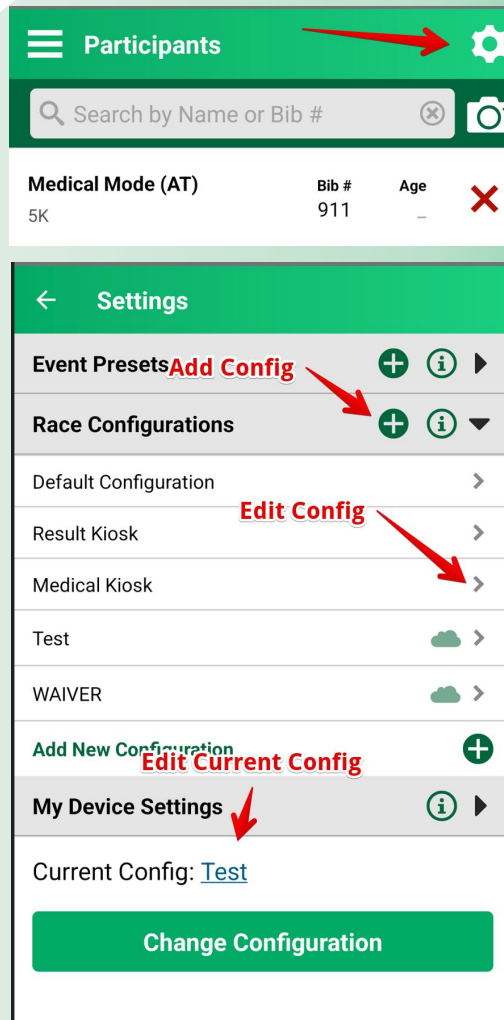 Participants
Search by Name or Bib #
Medical Mode (AT) Bib # Age
5K 911 _
Settings
Event Presets Add Config
Race Configurations
Default Configuration
Edit Config
Result Kiosk
Medical Kiosk
Test
WAIVER
Add New Configuration
Edit Current Config
My Device Settings
Current Config: Test
Change Configuration